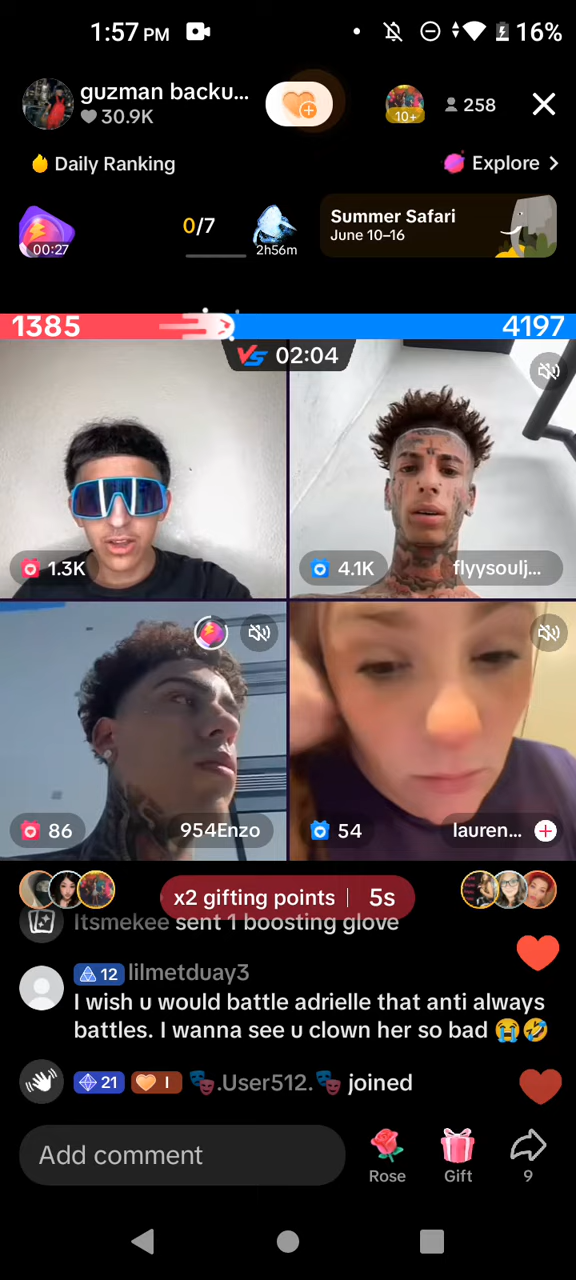 1:57 PM
16%
guzman backu...
30.9K
10+
258
Daily Ranking
Explore >
00:27
0/7
2h56m
Summer Safari
June 10–16
1385
4197
VS 02:04
1.3K
4.1K
flyysoulj...
86
954Enzo
54
lauren...
x2 gifting points | 5s
Itsmekee sent 1 boosting glove
12 lilmetduay3
I wish u would battle adrielle that anti always
battles. I wanna see u clown her so bad 😭🤣
21 I 🎭.User512.🎭 joined
Add comment
Rose
Gift
9